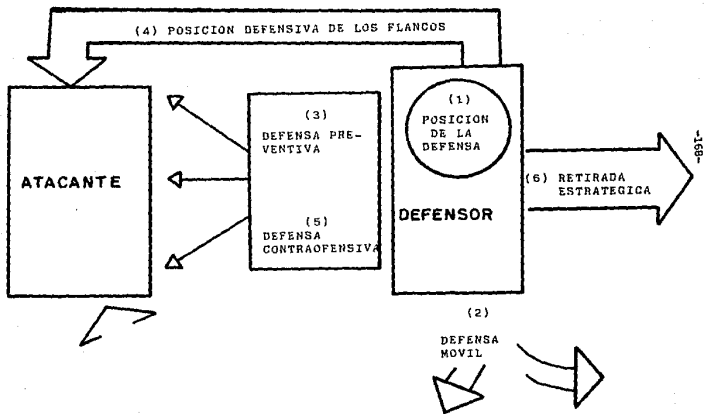 (4) POSICION DEFENSIVA DE LOS FLANCOS
ATACANTE
(3)
DEFENSA PRE-
VENTIVA
(5)
DEFENSA
CONTRAOFENSIVA
(1)
POSICION
DE LA
DEFENSA
DEFENSOR
(6) RETIRADA
ESTRATEGICA
(2)
DEFENSA
MOVIL
-168-